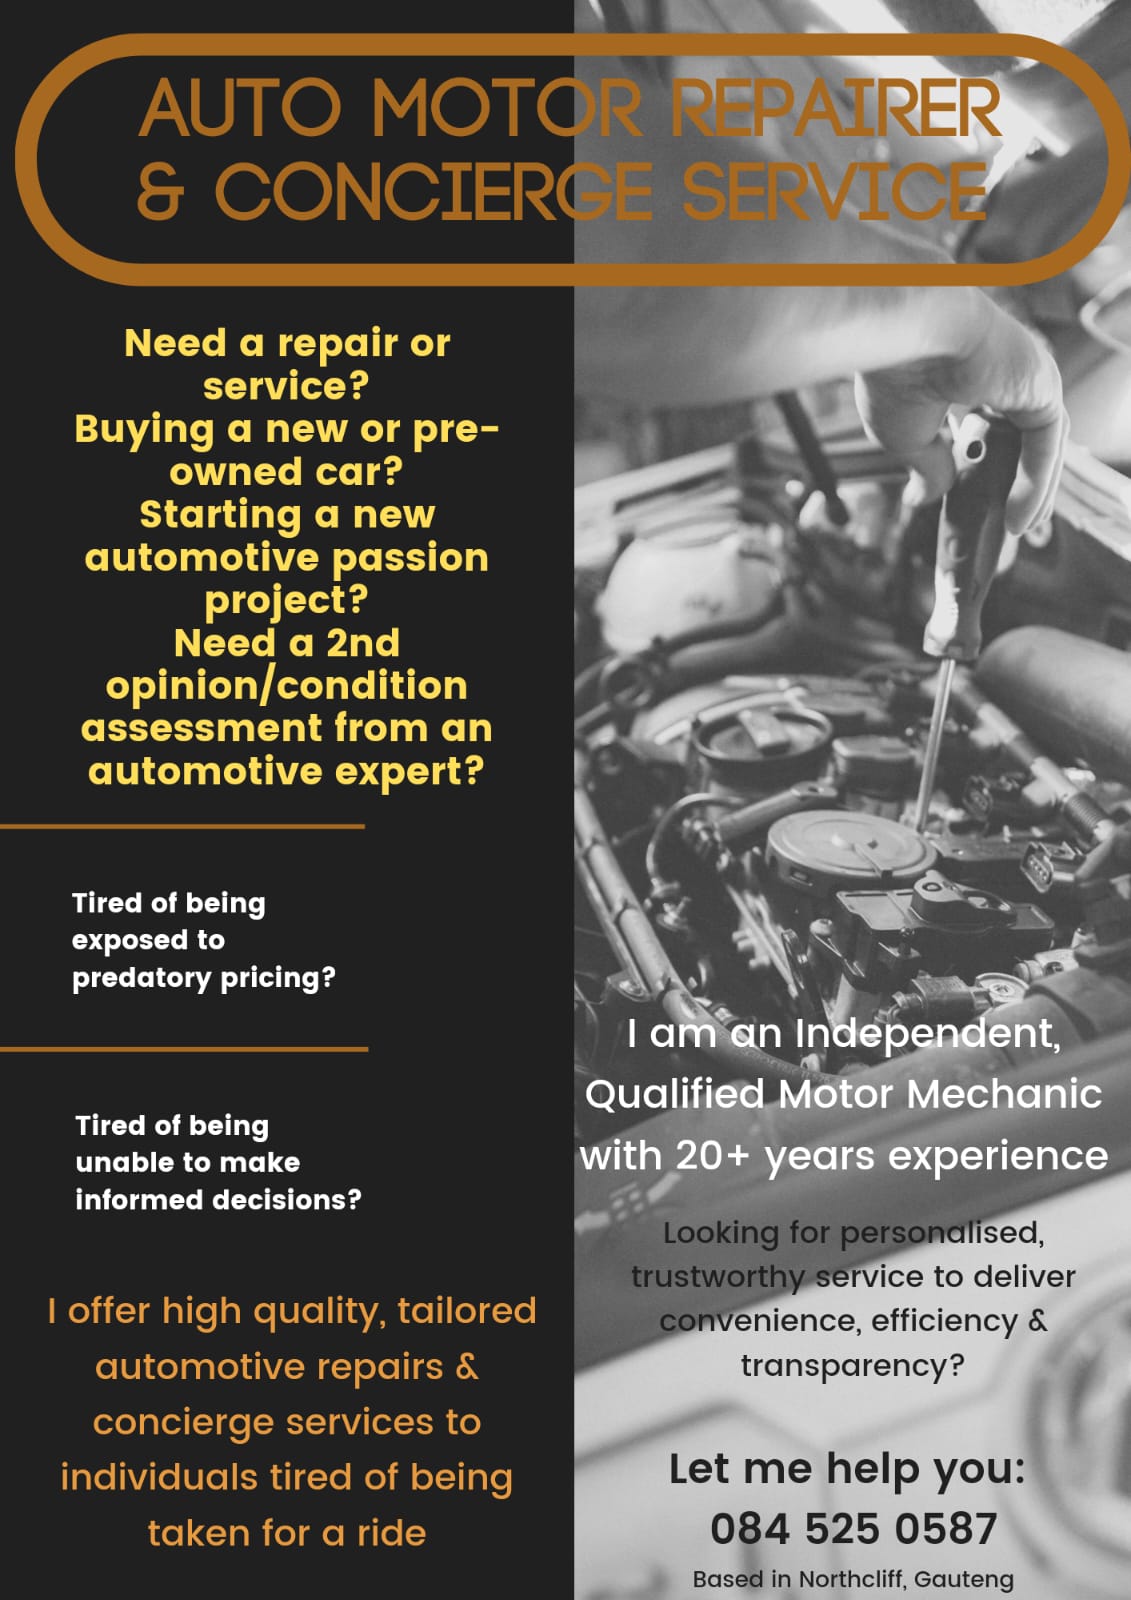 AUTO MOTOR REPAIRER
& CONCIERGE SERVICE
Need a repair or
service?
Buying a new or pre-
owned car?
Starting a new
automotive passion
project?
Need a 2nd
opinion/condition
assessment from an
automotive expert?
Tired of being
exposed to
predatory pricing?
Tired of being
unable to make
informed decisions?
I offer high quality, tailored
automotive repairs &
concierge services to
individuals tired of being
taken for a ride
I am an Independent,
Qualified Motor Mechanic
with 20+ years experience
Looking for personalised,
trustworthy service to deliver
convenience, efficiency &
transparency?
Let me help you:
084 525 0587
Based in Northcliff, Gauteng